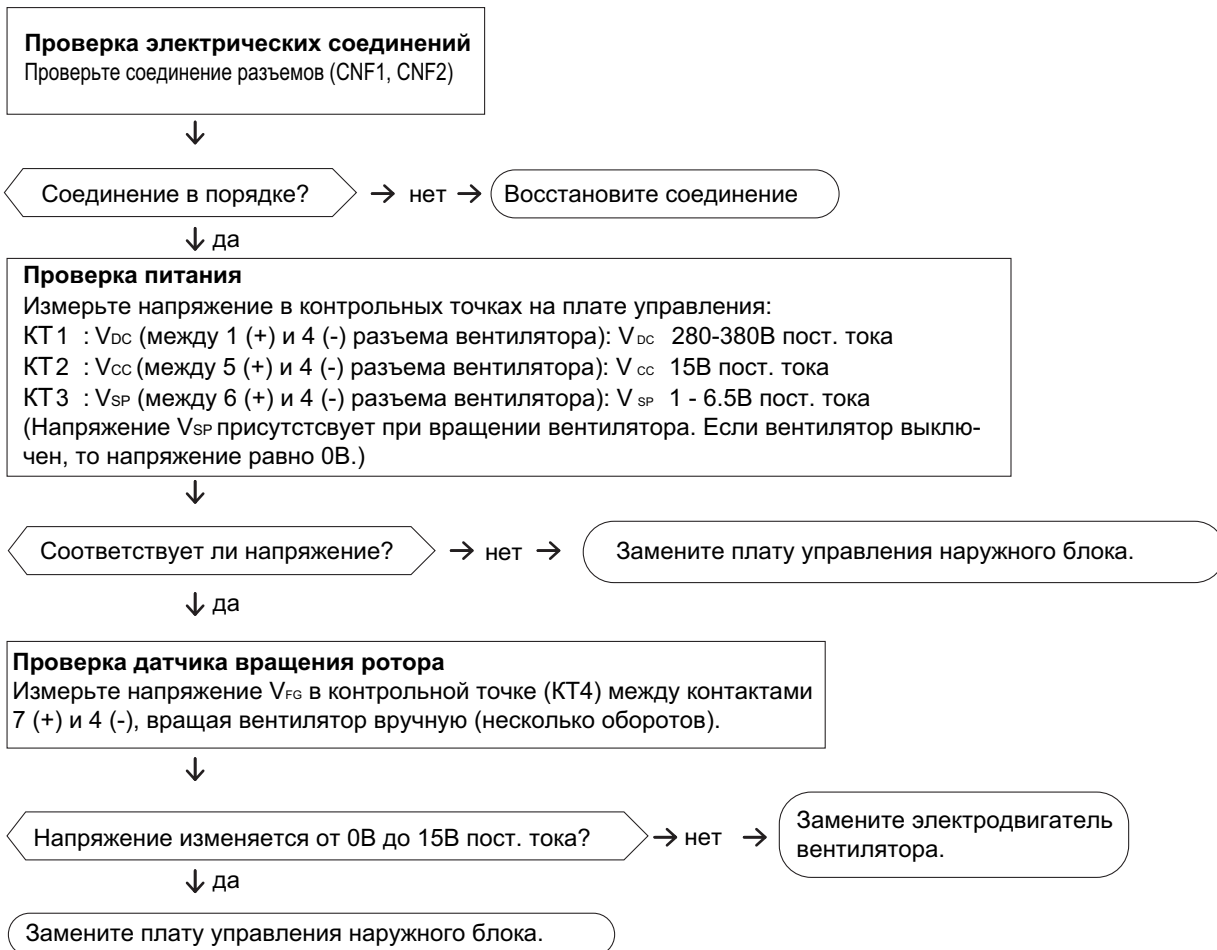 Проверка электрических соединений
Проверьте соединение разъемов (CNF1, CNF2)
Соединение в порядке?
нет
Восстановите соединение
да
Проверка питания
Измерьте напряжение в контрольных точках на плате управления:
КТ1 : VDC (между 1 (+) и 4 (-) разъема вентилятора): VDC 280-380В пост. тока
КТ2 : VCC (между 5 (+) и 4 (-) разъема вентилятора): VCC 15В пост. тока
КТ3 : VSP (между 6 (+) и 4 (-) разъема вентилятора): VSP 1 - 6.5В пост. тока
(Напряжение VSP присутстсвует при вращении вентилятора. Если вентилятор выклю-
чен, то напряжение равно 0В.)
Соответствует ли напряжение?
нет
Замените плату управления наружного блока.
да
Проверка датчика вращения ротора
Измерьте напряжение VFG в контрольной точке (КТ4) между контактами
7 (+) и 4 (-), вращая вентилятор вручную (несколько оборотов).
Напряжение изменяется от 0В до 15В пост. тока?
нет
Замените электродвигатель
вентилятора.
да
Замените плату управления наружного блока.